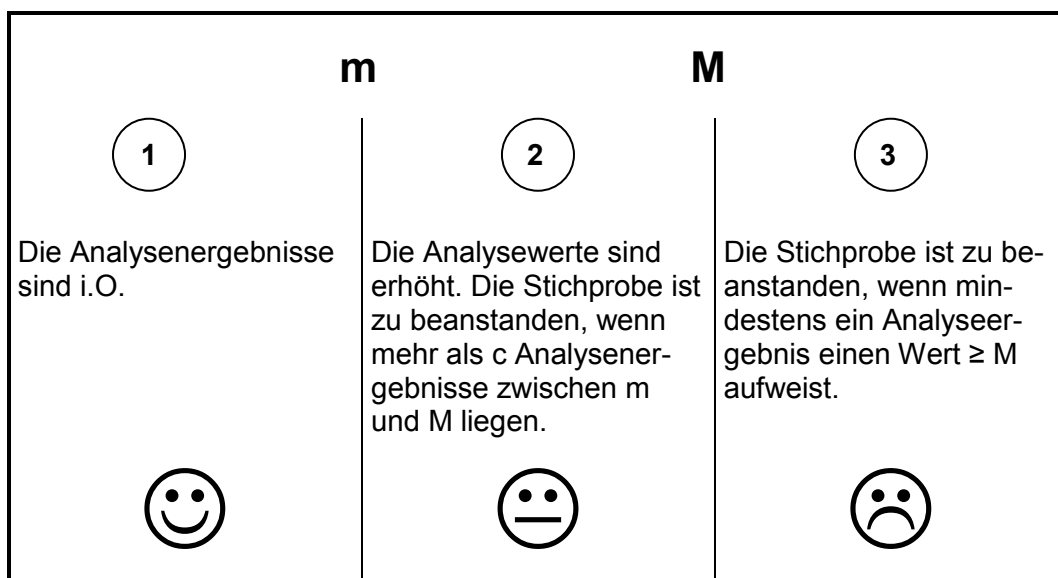 m
M
1
2
3
Die Analysenergebnisse
sind i.O.
Die Analysewerte sind
erhöht. Die Stichprobe ist
zu beanstanden, wenn
mehr als c Analysener-
gebnisse zwischen m
und M liegen.
Die Stichprobe ist zu be-
anstanden, wenn min-
destens ein Analyseer-
gebnis einen Wert ≥ M
aufweist.